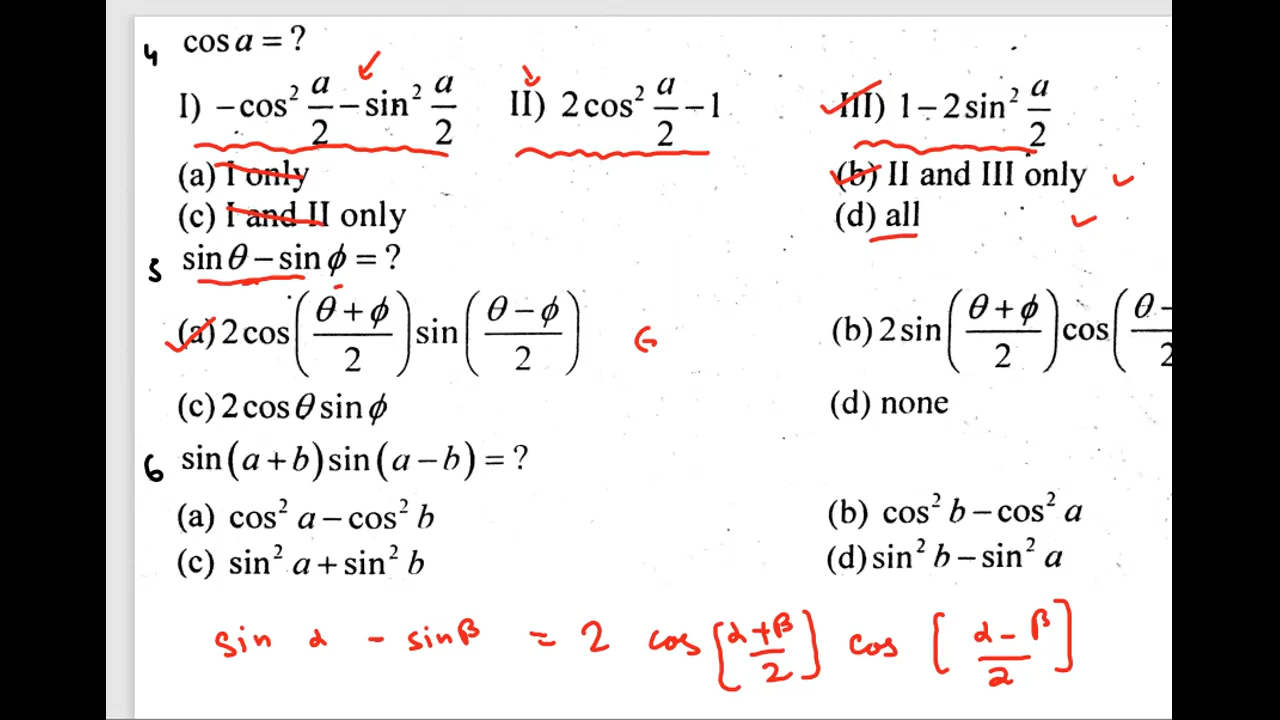 4 cos a = ?
I) −cos² a/2 − sin² a/2 II) 2cos² a/2 − 1 III) 1 − 2sin² a/2
(a) I only (b) II and III only
(c) I and II only (d) all
5 sin θ − sin ϕ = ?
(a) 2cos((θ + ϕ)/2) sin((θ − ϕ)/2) (b) 2sin((θ + ϕ)/2) cos(θ −
(c) 2cosθ sinϕ (d) none
6 sin(a + b) sin(a − b) = ?
(a) cos² a − cos² b (b) cos² b − cos² a
(c) sin² a + sin² b (d) sin² b − sin² a
sin α − sin β = 2 cos[(α + β)/2] cos[(α − β)/2]